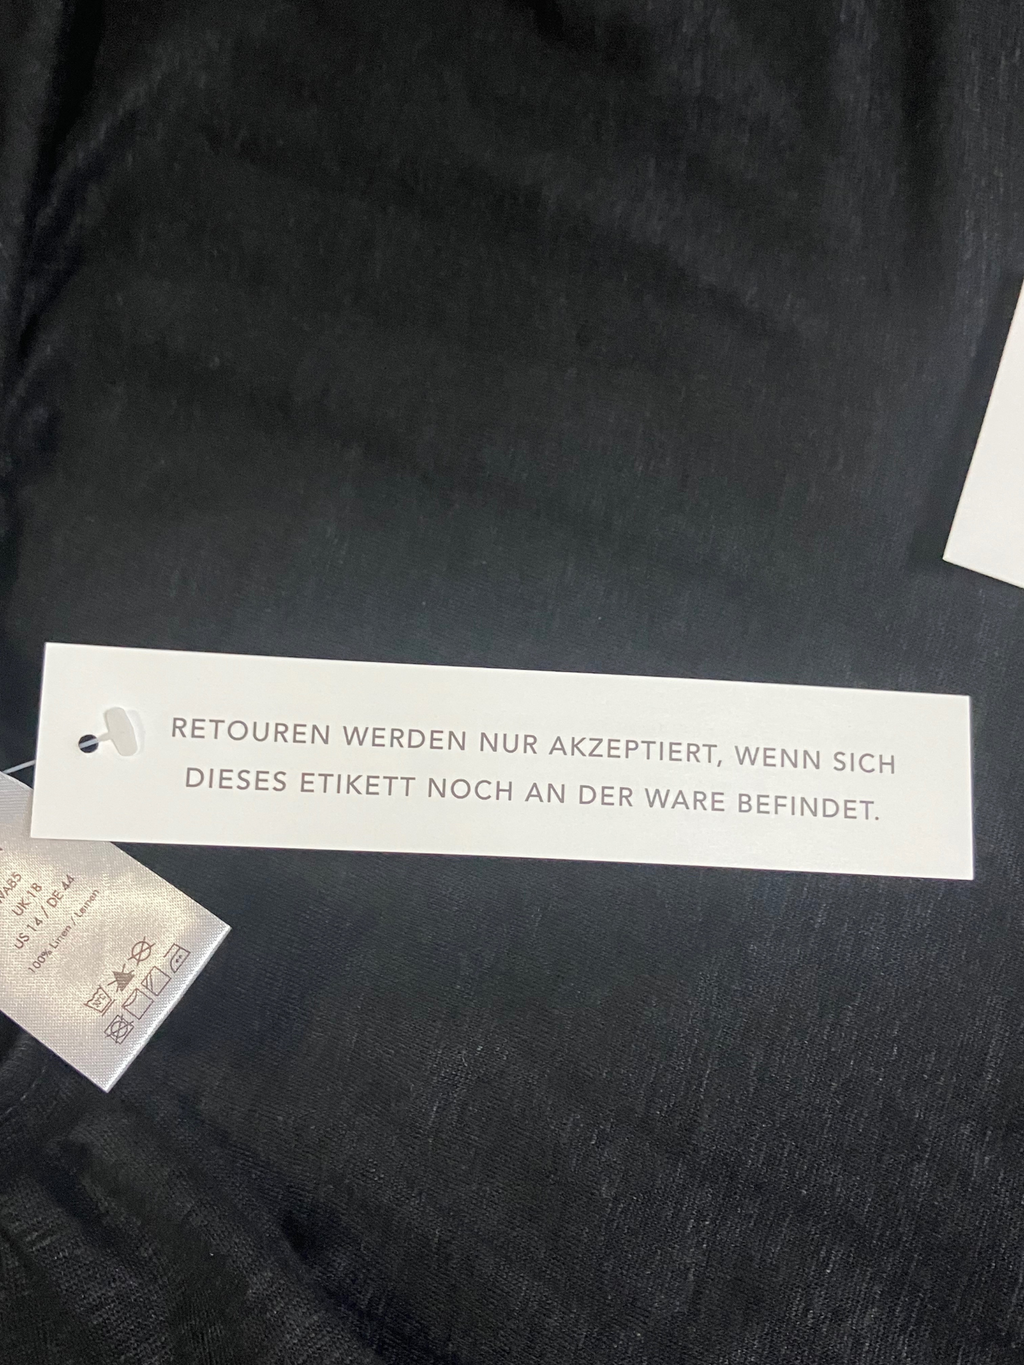 RETOUREN WERDEN NUR AKZEPTIERT, WENN SICH
DIESES ETIKETT NOCH AN DER WARE BEFINDET.
UK 18
US 14 / DE 44
100% Linen / Leinen